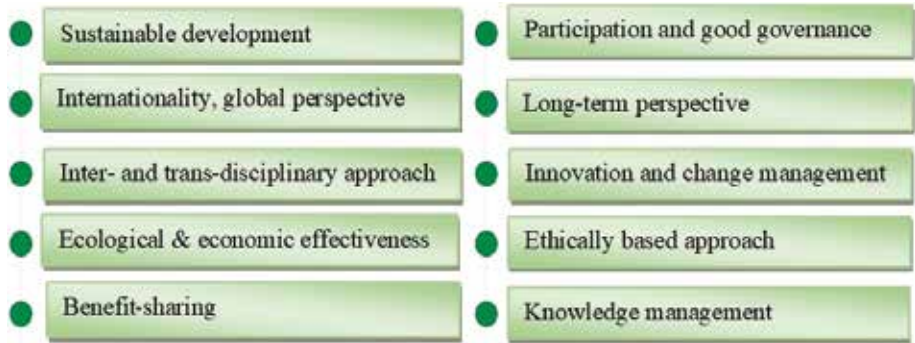 Sustainable development
Internationality, global perspective
Inter- and trans-disciplinary approach
Ecological & economic effectiveness
Benefit-sharing
Participation and good governance
Long-term perspective
Innovation and change management
Ethically based approach
Knowledge management